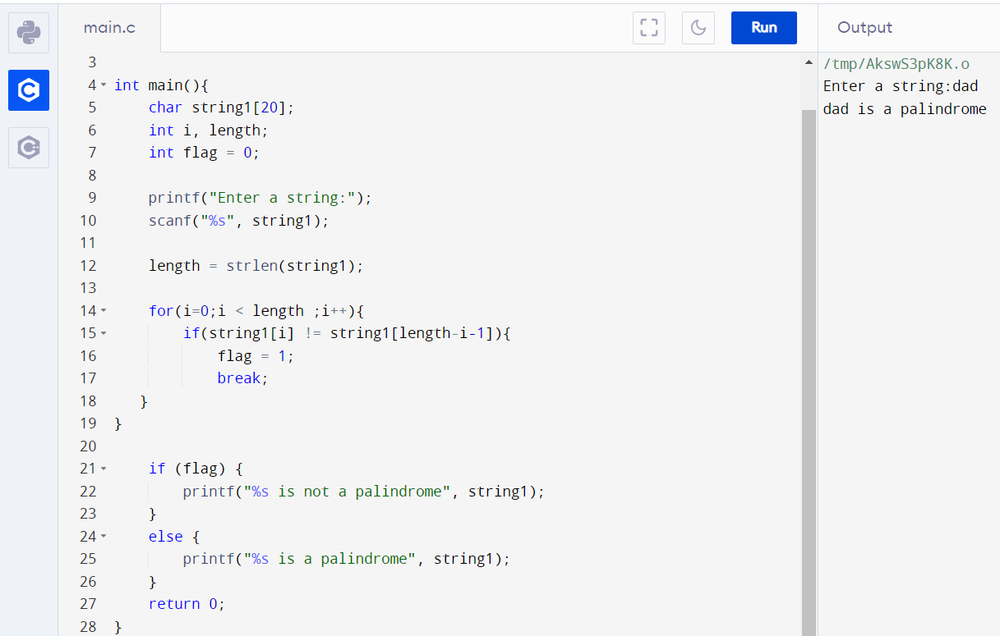 main.c
Run
Output
3
4 int main(){
5 char string1[20];
6 int i, length;
7 int flag = 0;
8
9 printf("Enter a string:");
10 scanf("%s", string1);
11
12 length = strlen(string1);
13
14 for(i=0;i < length ;i++){
15 if(string1[i] != string1[length-i-1]){
16 flag = 1;
17 break;
18 }
19 }
20
21 if (flag) {
22 printf("%s is not a palindrome", string1);
23 }
24 else {
25 printf("%s is a palindrome", string1);
26 }
27 return 0;
28 }
/tmp/AkswS3pK8K.o
Enter a string:dad
dad is a palindrome